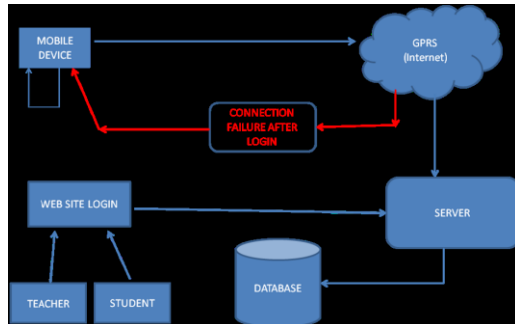 MOBILE
DEVICE
GPRS
(Internet)
CONNECTION
FAILURE AFTER
LOGIN
WEB SITE LOGIN
SERVER
DATABASE
TEACHER
STUDENT